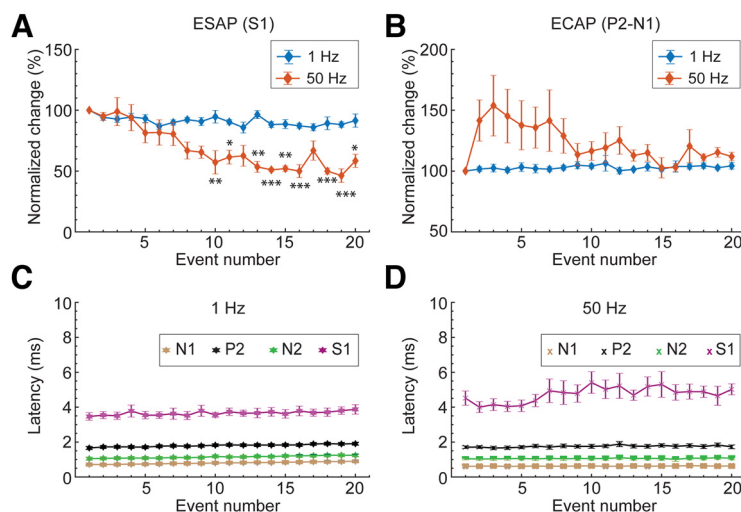 A
ESAP (S1)
Normalized change (%)
150
100
50
0
1 Hz
50 Hz
*
**
**
*
**
***
***
***
***
5
10
15
20
Event number
B
ECAP (P2-N1)
Normalized change (%)
200
150
100
50
1 Hz
50 Hz
5
10
15
20
Event number
C
1 Hz
Latency (ms)
10
8
6
4
2
0
N1
P2
N2
S1
5
10
15
20
Event number
D
50 Hz
Latency (ms)
10
8
6
4
2
0
N1
P2
N2
S1
5
10
15
20
Event number